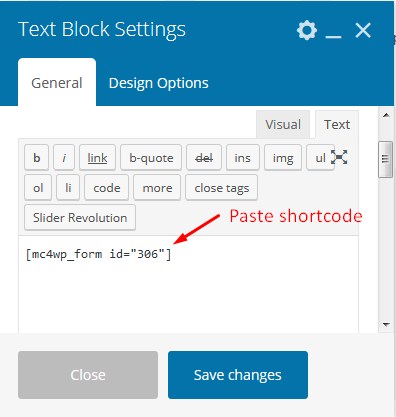 Text Block Settings
General Design Options
Visual Text
b i link b-quote del ins img ul
ol li code more close tags
Slider Revolution
Paste shortcode
[mc4wp_form id="306"]
Close Save changes